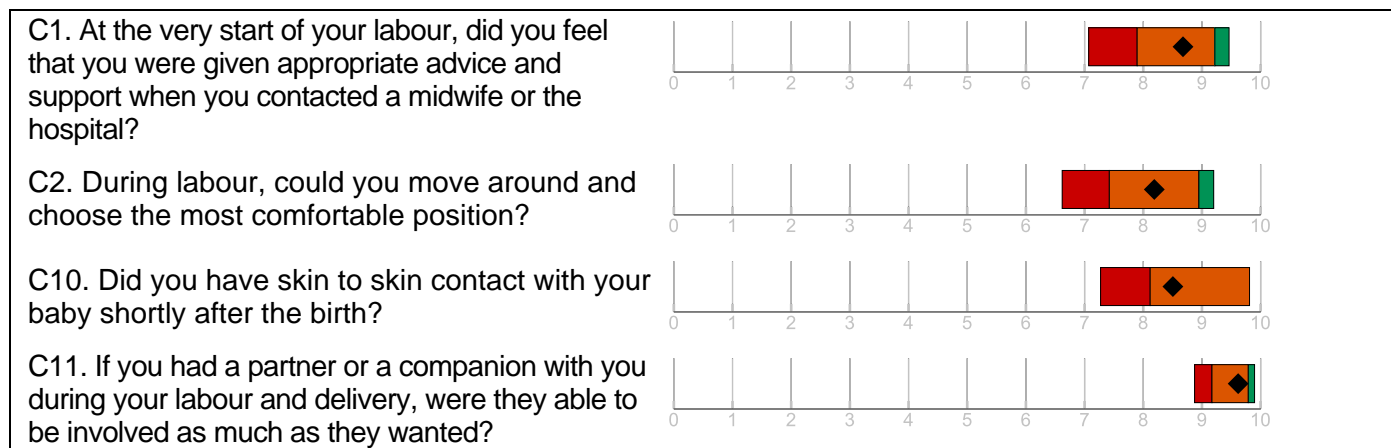 C1. At the very start of your labour, did you feel
that you were given appropriate advice and
support when you contacted a midwife or the
hospital?
0 1 2 3 4 5 6 7 8 9 10
C2. During labour, could you move around and
choose the most comfortable position?
0 1 2 3 4 5 6 7 8 9 10
C10. Did you have skin to skin contact with your
baby shortly after the birth?
0 1 2 3 4 5 6 7 8 9 10
C11. If you had a partner or a companion with you
during your labour and delivery, were they able to
be involved as much as they wanted?
0 1 2 3 4 5 6 7 8 9 10